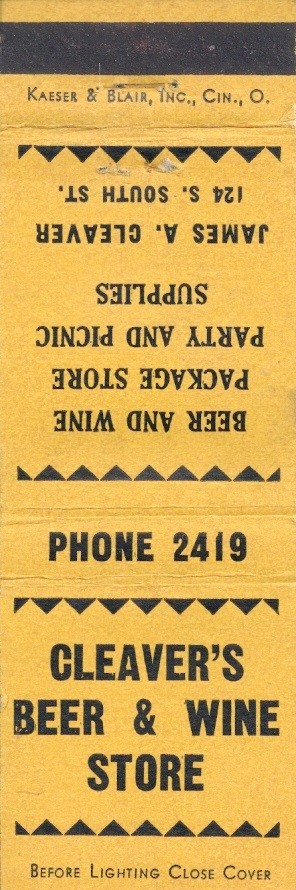 KAESER & BLAIR, INC., CIN., O.
BEER AND WINE
PACKAGE STORE
PARTY AND PICNIC
SUPPLIES
JAMES A. CLEAVER
124 S. SOUTH ST.
PHONE 2419
CLEAVER'S
BEER & WINE
STORE
BEFORE LIGHTING CLOSE COVER